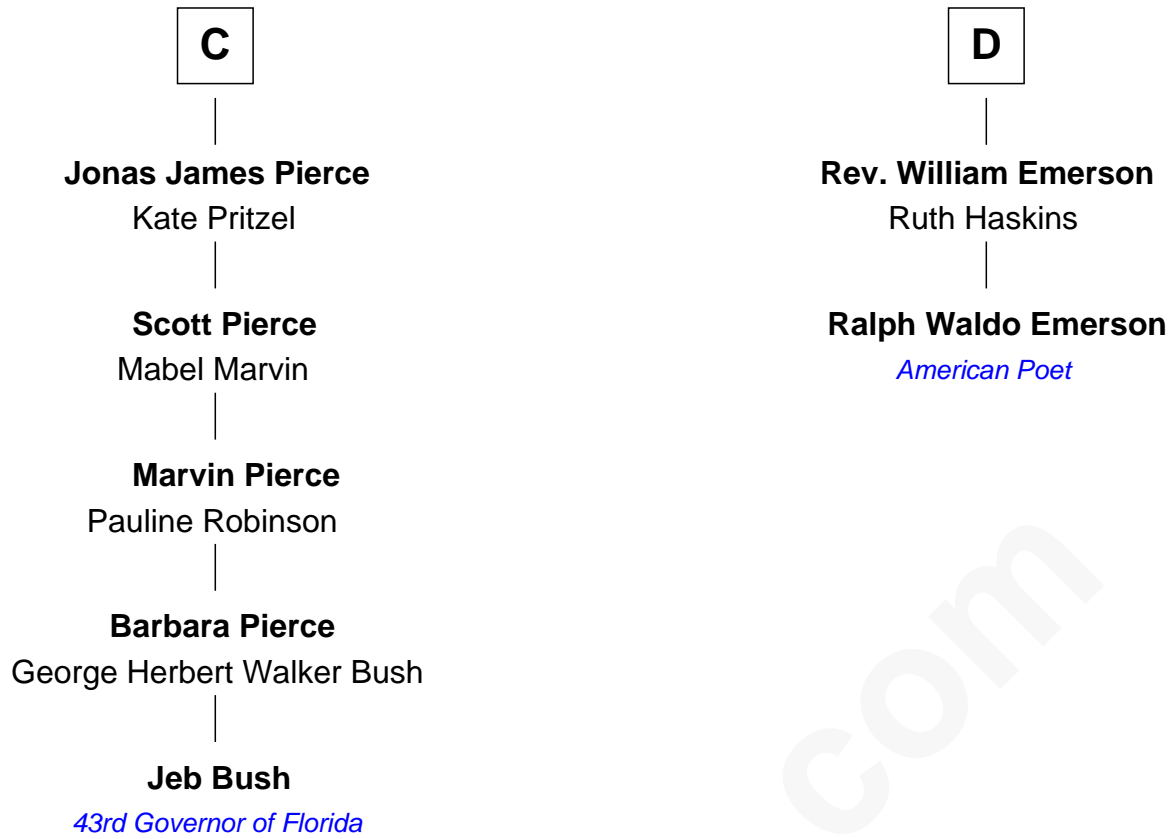 C
Jonas James Pierce
Kate Pritzel
Scott Pierce
Mabel Marvin
Marvin Pierce
Pauline Robinson
Barbara Pierce
George Herbert Walker Bush
Jeb Bush
43rd Governor of Florida
D
Rev. William Emerson
Ruth Haskins
Ralph Waldo Emerson
American Poet
com